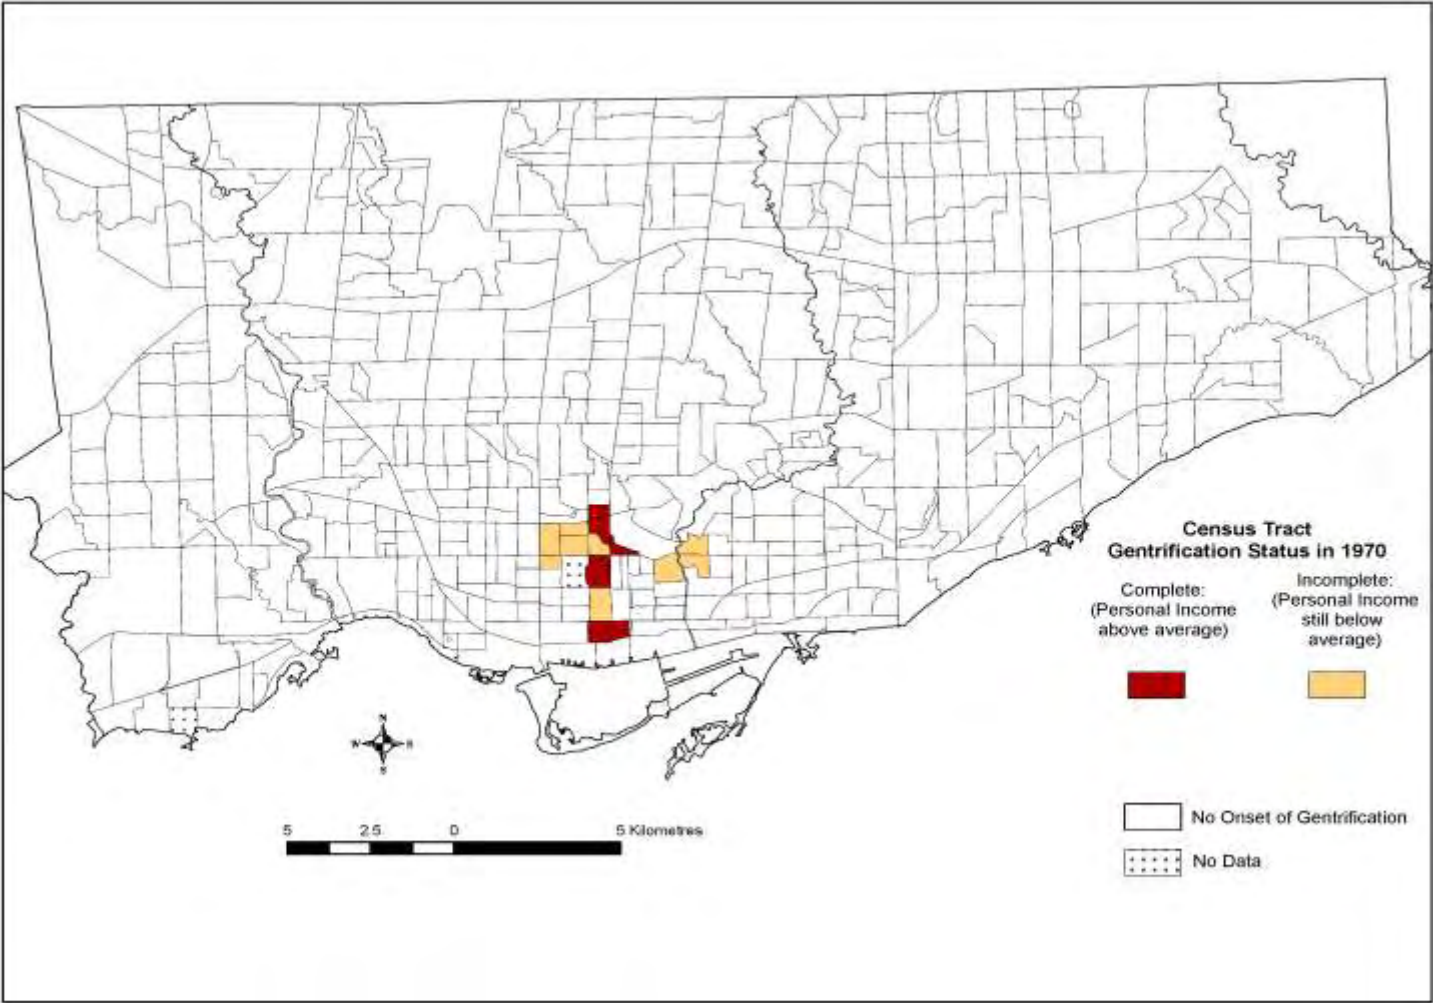 Census Tract
Gentrification Status in 1970
Complete:
(Personal Income
above average)
Incomplete:
(Personal Income
still below
average)
N
W
S
5 2.5 0 5 Kilometres
No Onset of Gentrification
No Data